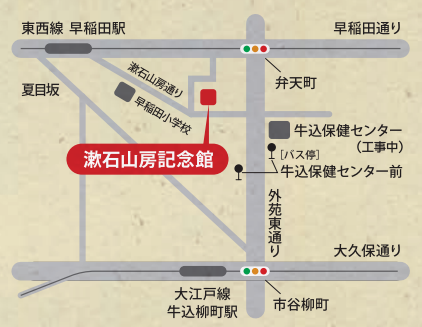 東西線 早稲田駅
早稲田通り
漱石山房通り
弁天町
夏目坂
早稲田小学校
牛込保健センター
(工事中)
[バス停]
漱石山房記念館
牛込保健センター前
外苑東通り
大久保通り
大江戸線
牛込柳町駅
市谷柳町